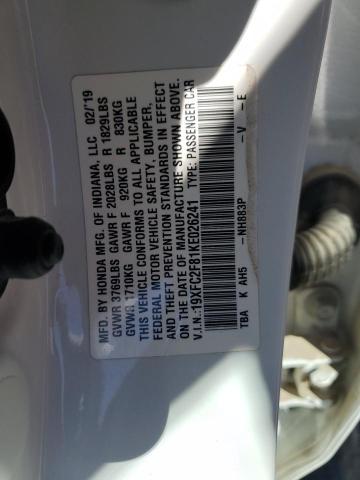 MFD. BY HONDA MFG. OF INDIANA, LLC 02/'19
GVWR 3769LBS GAWR F 2028LBS R 1829LBS
GVWR 1710KG GAWR F 920KG R 830KG
THIS VEHICLE CONFORMS TO ALL APPLICABLE
FEDERAL MOTOR VEHICLE SAFETY, BUMPER,
AND THEFT PREVENTION STANDARDS IN EFFECT
ON THE DATE OF MANUFACTURE SHOWN ABOVE.
V.I.N.:19XFC2F81KE026241 TYPE: PASSENGER CAR
TBA K AH5 -NH883P -V -E